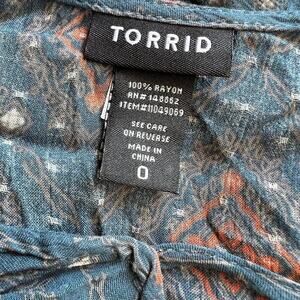 TORRID
100% RAYON
RN# 148862
ITEM#11049069
SEE CARE
ON REVERSE
MADE IN
CHINA
0